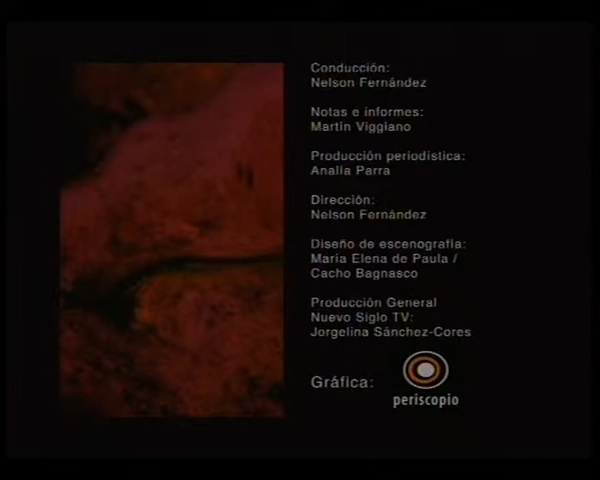 Conducción:
Nelson Fernández
Notas e informes:
Martín Viggiano
Producción periodística:
Analía Parra
Dirección:
Nelson Fernández
Diseño de escenografía:
María Elena de Paula /
Cacho Bagnasco
Producción General
Nuevo Siglo TV:
Jorgelina Sánchez-Cores
Gráfica:
periscopio